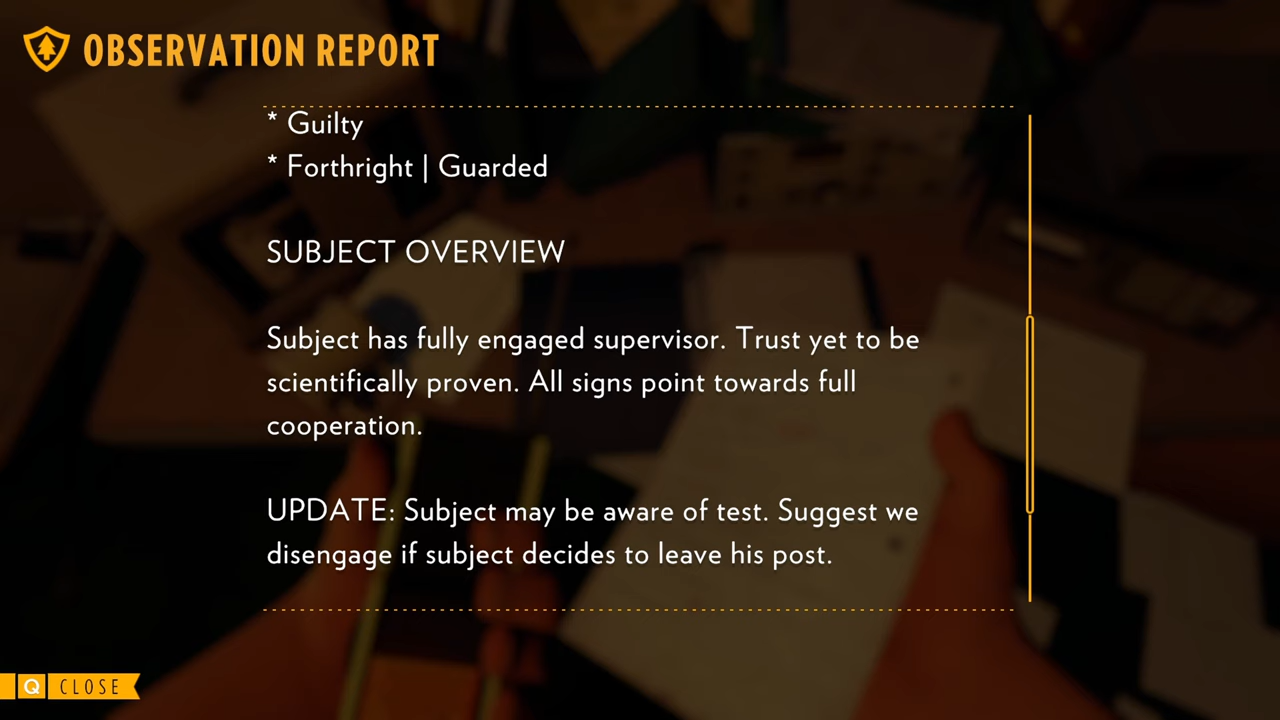 OBSERVATION REPORT
* Guilty
* Forthright | Guarded
SUBJECT OVERVIEW
Subject has fully engaged supervisor. Trust yet to be
scientifically proven. All signs point towards full
cooperation.
UPDATE: Subject may be aware of test. Suggest we
disengage if subject decides to leave his post.
Q CLOSE